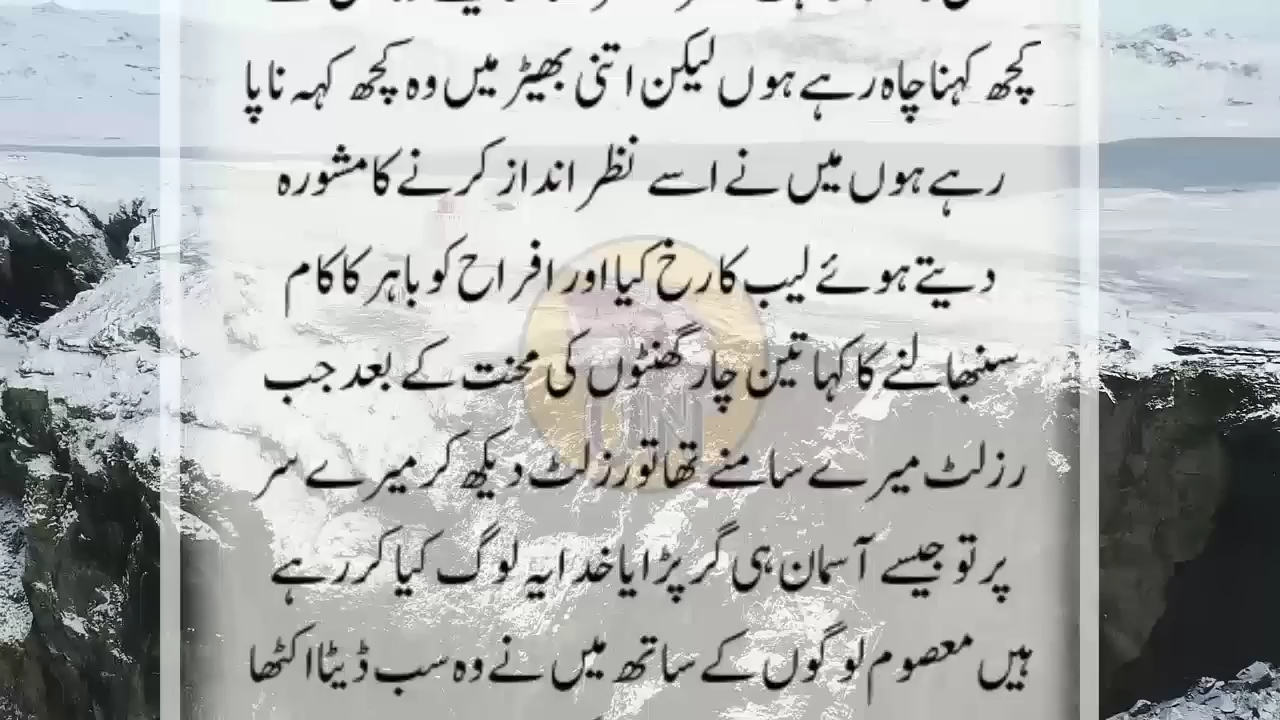 کچھ کہنا چاہ رہے ہوں لیکن اتنی بھیڑ میں وہ کچھ کہہ نا پا
رہے ہوں میں نے اسے نظر انداز کرنے کا مشورہ
دیتے ہوئے لیب کا رخ کیا اور افراح کو باہر کا کام
سنبھالنے کا کہا تین چار گھنٹوں کی محنت کے بعد جب
رزلٹ میرے سامنے تھا تو رزلٹ دیکھ کر میرے سر
پر تو جیسے آسمان ہی گر پڑا یا خدا یہ لوگ کیا کر رہے
ہیں معصوم لوگوں کے ساتھ میں نے وہ سب ڈیٹا اکٹھا
UN